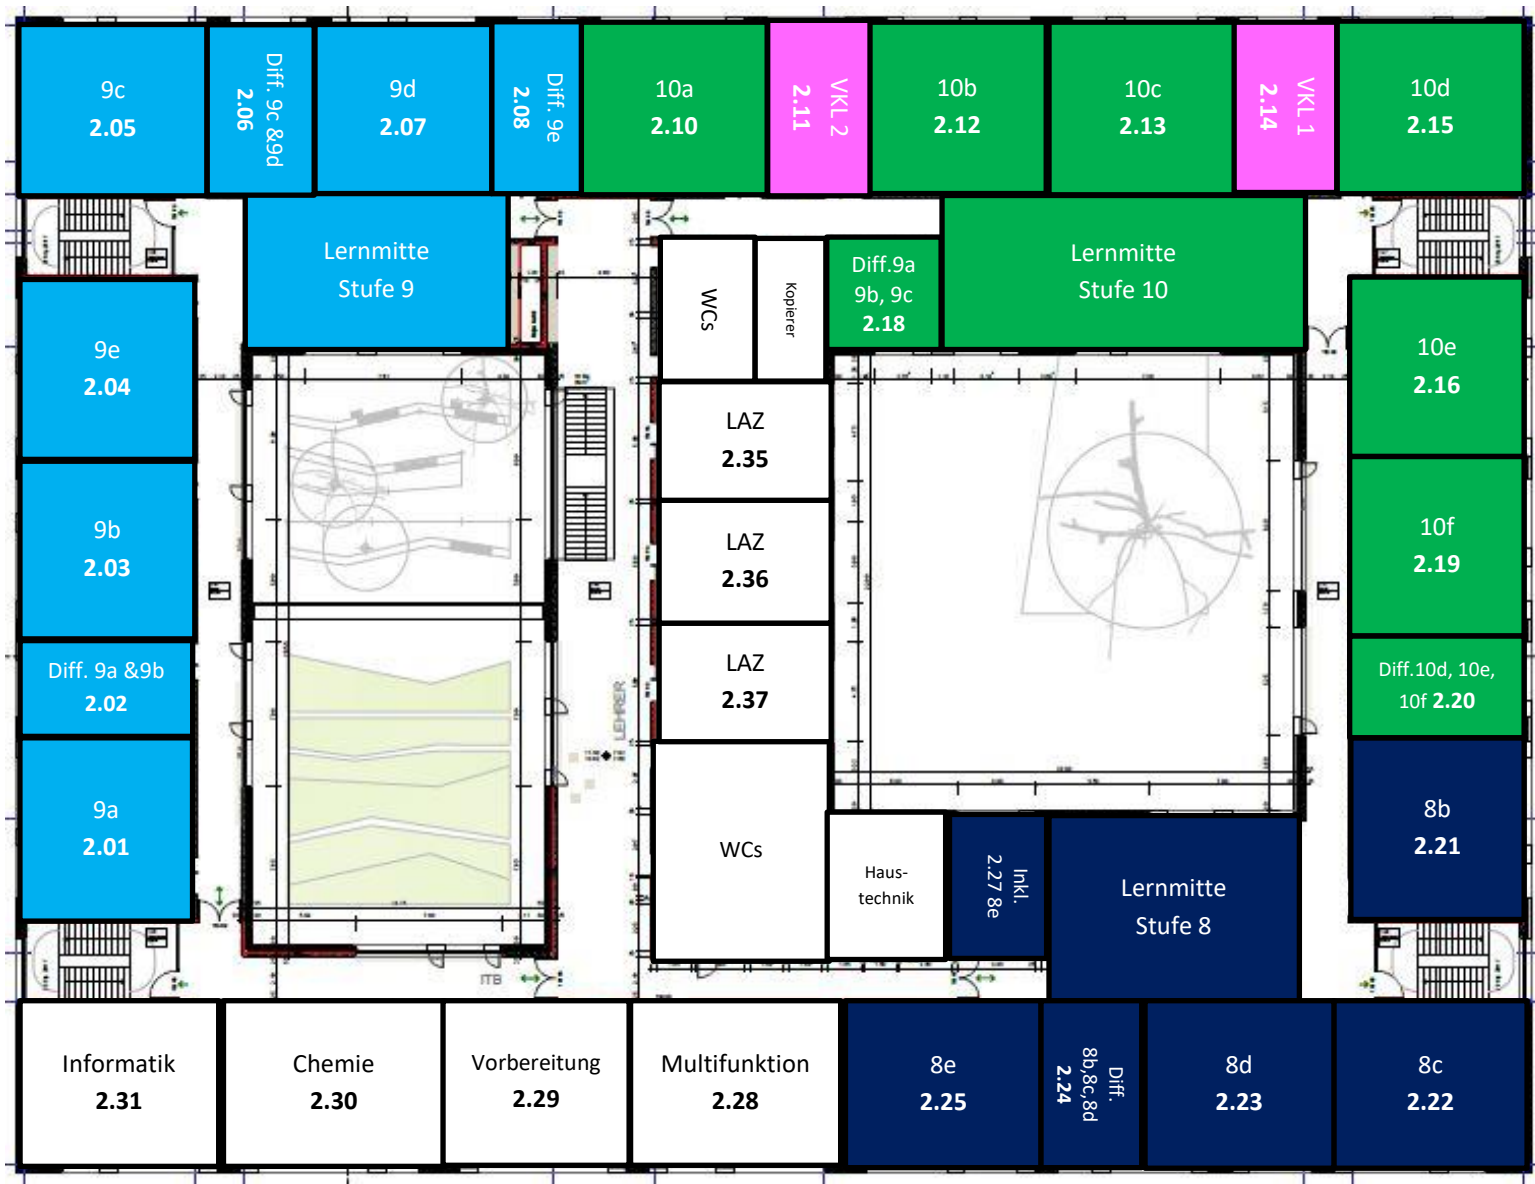 9c
2.05
Diff. 9c &9d
2.06
9d
2.07
Diff. 9e
2.08
10a
2.10
VKL 2
2.11
10b
2.12
10c
2.13
VKL 1
2.14
10d
2.15
Lernmitte
Stufe 9
WCs
Kopierer
Diff.9a
9b, 9c
2.18
Lernmitte
Stufe 10
9e
2.04
10e
2.16
LAZ
2.35
9b
2.03
LAZ
2.36
10f
2.19
Diff. 9a &9b
2.02
LAZ
2.37
Diff.10d, 10e,
10f 2.20
LEHRER
9a
2.01
WCs
Haus-
technik
Inkl.
2.27 8e
Lernmitte
Stufe 8
8b
2.21
ITB
Informatik
2.31
Chemie
2.30
Vorbereitung
2.29
Multifunktion
2.28
8e
2.25
Diff.
8b,8c,8d
2.24
8d
2.23
8c
2.22